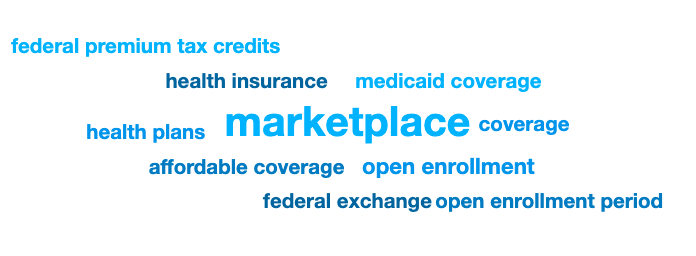 federal premium tax credits
health insurance medicaid coverage
health plans marketplace coverage
affordable coverage open enrollment
federal exchange open enrollment period